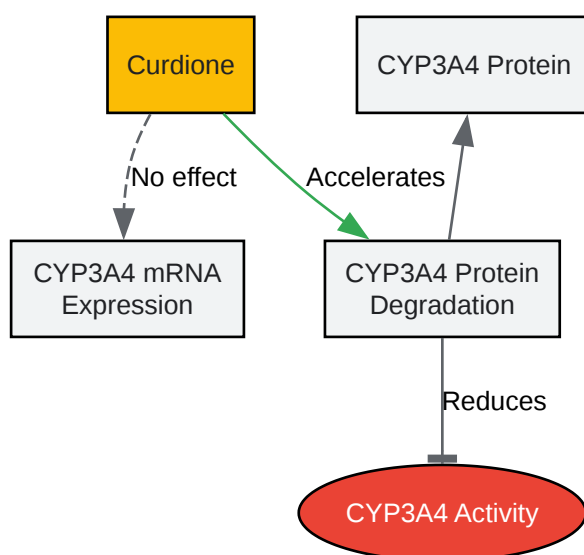 Curdione
CYP3A4 Protein
No effect
Accelerates
CYP3A4 mRNA
Expression
CYP3A4 Protein
Degradation
Reduces
CYP3A4 Activity